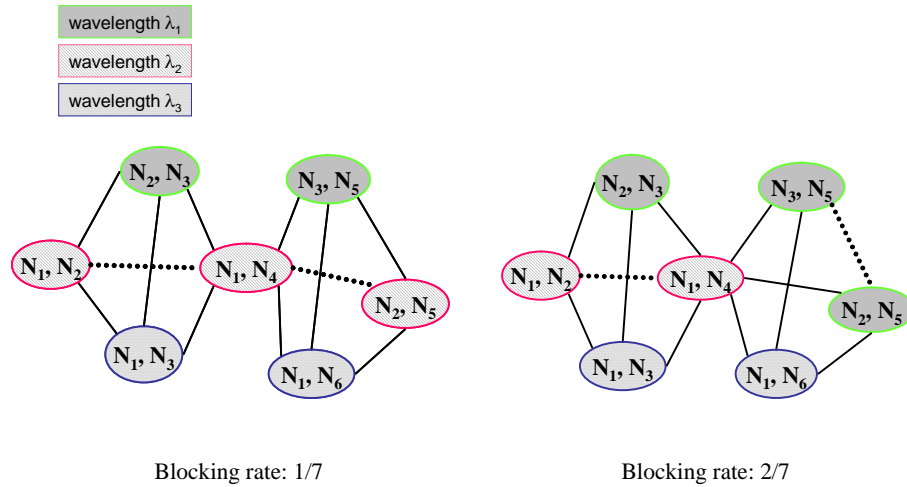 wavelength λ₁
wavelength λ₂
wavelength λ₃
N₂, N₃
N₃, N₅
N₁, N₂
N₁, N₄
N₂, N₅
N₁, N₃
N₁, N₆
Blocking rate: 1/7
N₂, N₃
N₃, N₅
N₁, N₂
N₁, N₄
N₂, N₅
N₁, N₃
N₁, N₆
Blocking rate: 2/7